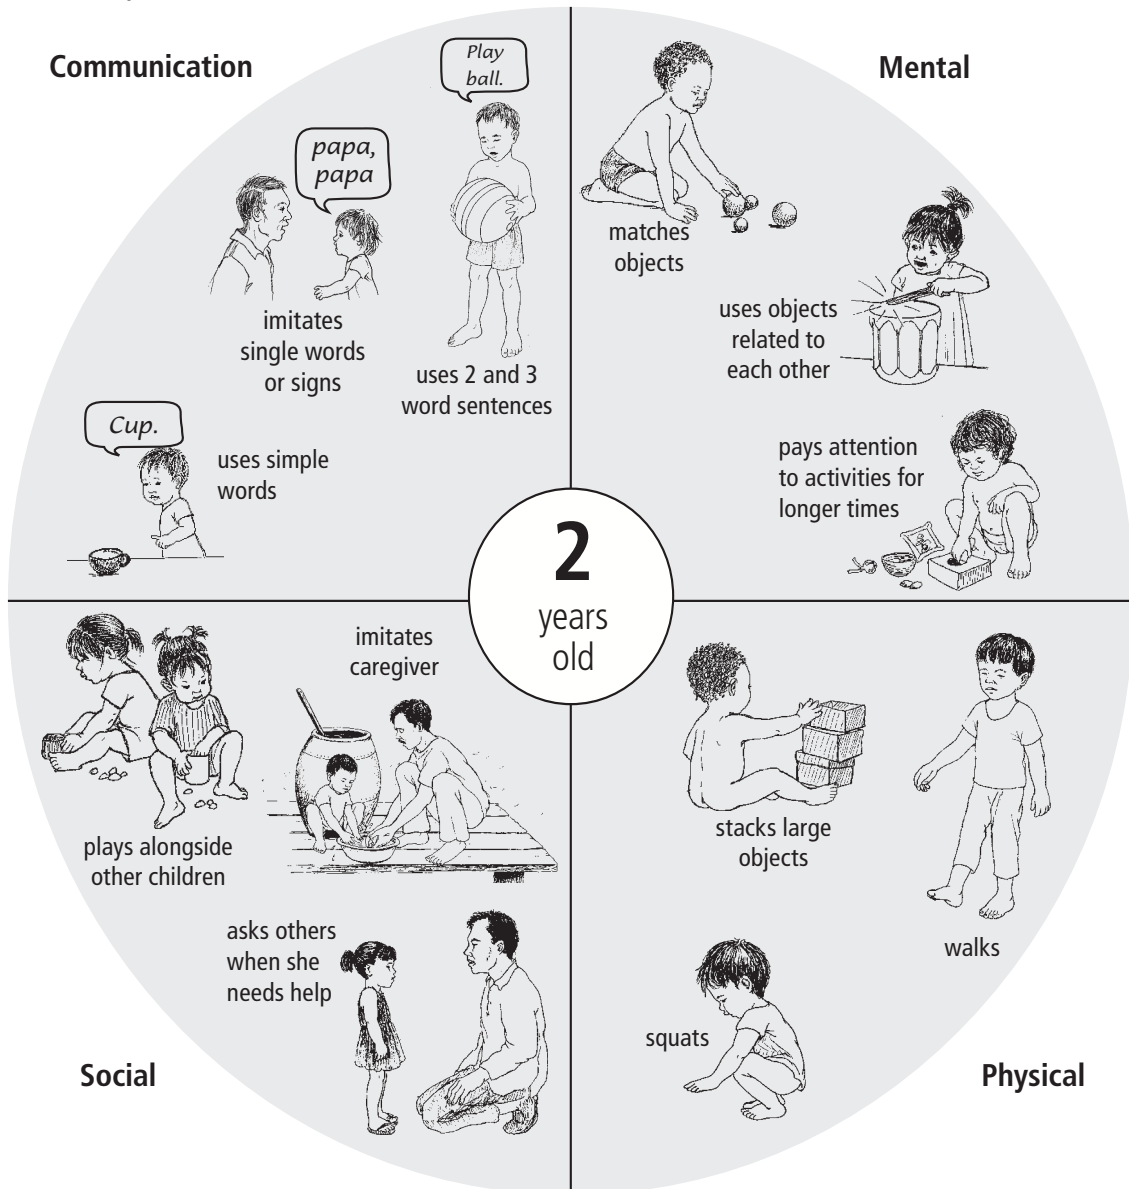 Communication
Play
ball.
papa,
papa
imitates
single words
or signs
uses 2 and 3
word sentences
Cup.
uses simple
words
Mental
matches
objects
uses objects
related to
each other
pays attention
to activities for
longer times
2
years
old
imitates
caregiver
plays alongside
other children
asks others
when she
needs help
Social
stacks large
objects
walks
squats
Physical